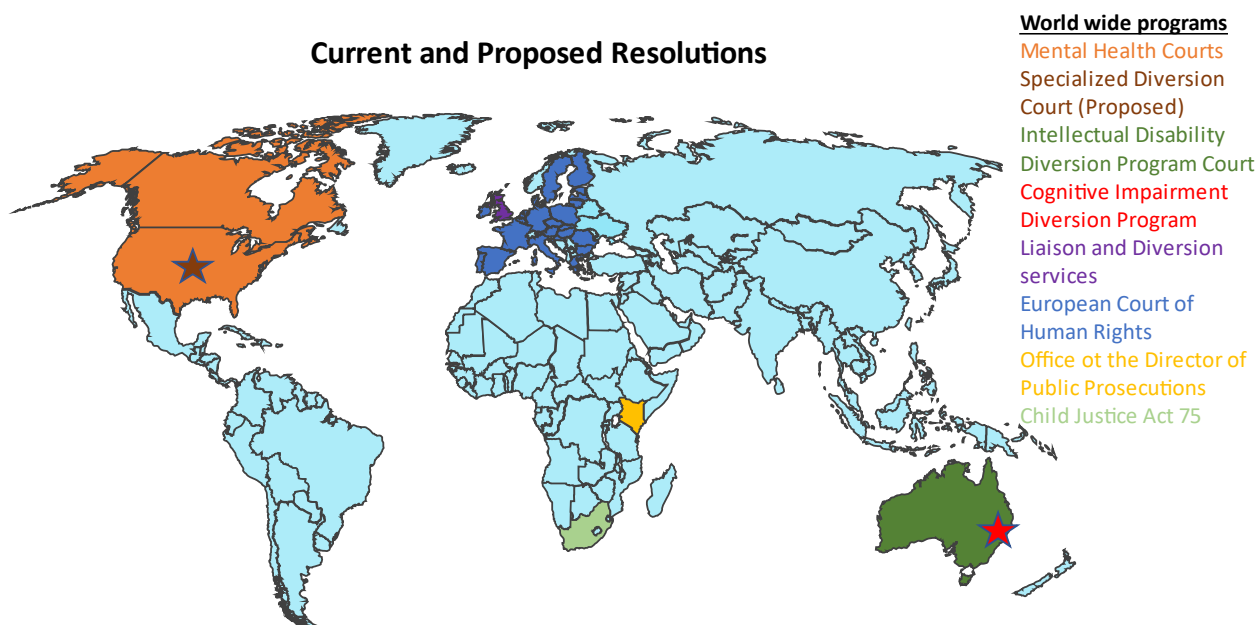 Current and Proposed Resolutions
World wide programs
Mental Health Courts
Specialized Diversion
Court (Proposed)
Intellectual Disability
Diversion Program Court
Cognitive Impairment
Diversion Program
Liaison and Diversion
services
European Court of
Human Rights
Office ot the Director of
Public Prosecutions
Child Justice Act 75